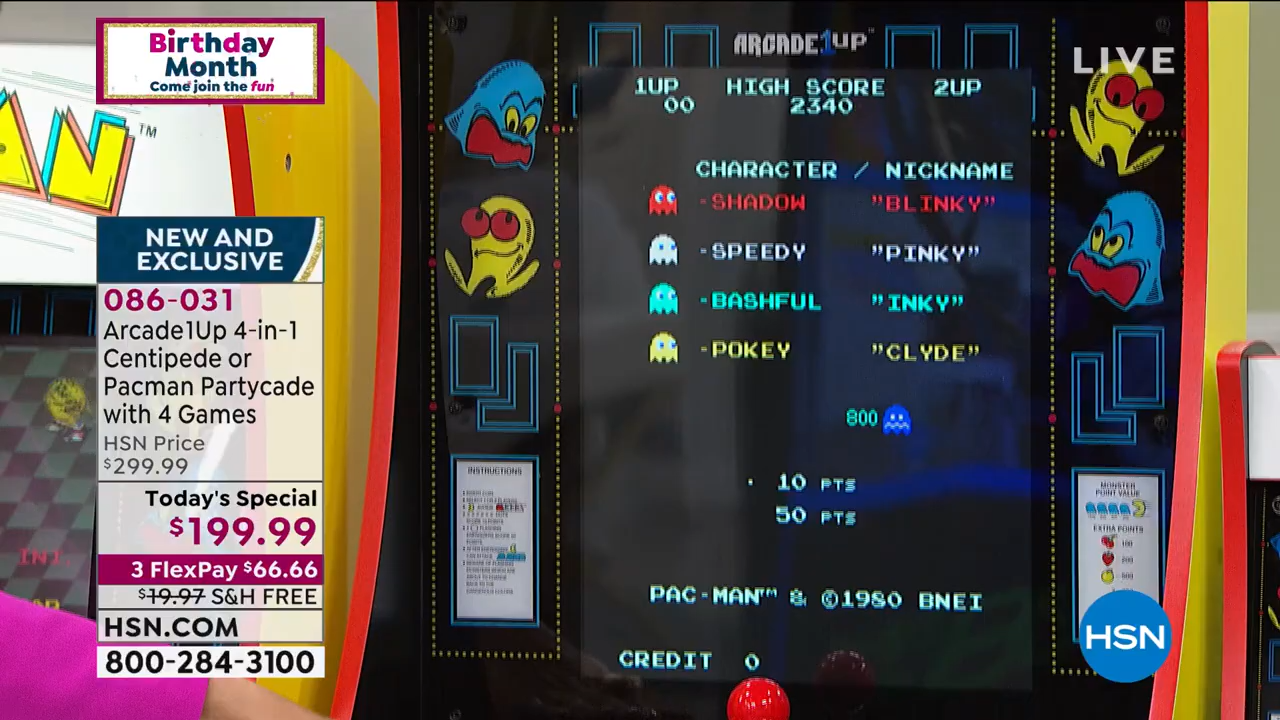 Birthday
Month
Come join the fun
AN™
NEW AND
EXCLUSIVE
086-031
Arcade1Up 4-in-1
Centipede or
Pacman Partycade
with 4 Games
HSN Price
$299.99
Today's Special
$199.99
3 FlexPay $66.66
$19.97 S&H FREE
HSN.COM
800-284-3100
ARCADE1UP™
LIVE
1UP HIGH SCORE 2UP
00 2340
CHARACTER / NICKNAME
-SHADOW "BLINKY"
-SPEEDY "PINKY"
-BASHFUL "INKY"
-POKEY "CLYDE"
800
10 PTS
50 PTS
PAC-MAN™ & ©1980 BNEI
CREDIT 0
INSTRUCTIONS
MONSTER
POINT VALUE
EXTRA POINTS
100
HSN